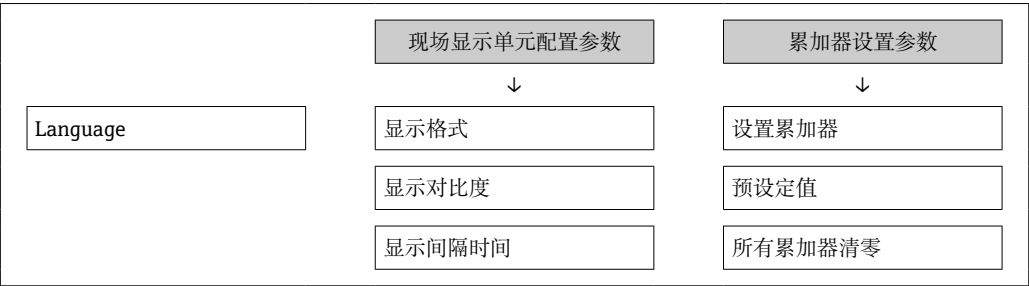 现场显示单元配置参数
累加器设置参数
↓
↓
Language
显示格式
设置累加器
显示对比度
预设定值
显示间隔时间
所有累加器清零